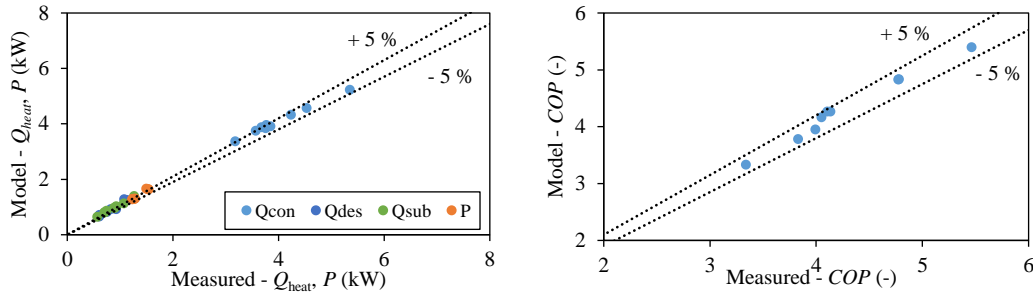 Model - Qheat, P (kW)
8
6
4
2
0
+ 5 %
- 5 %
Qcon Qdes Qsub P
0 2 4 6 8
Measured - Qheat, P (kW)
Model - COP (-)
6
5
4
3
2
+ 5 %
- 5 %
2 3 4 5 6
Measured - COP (-)